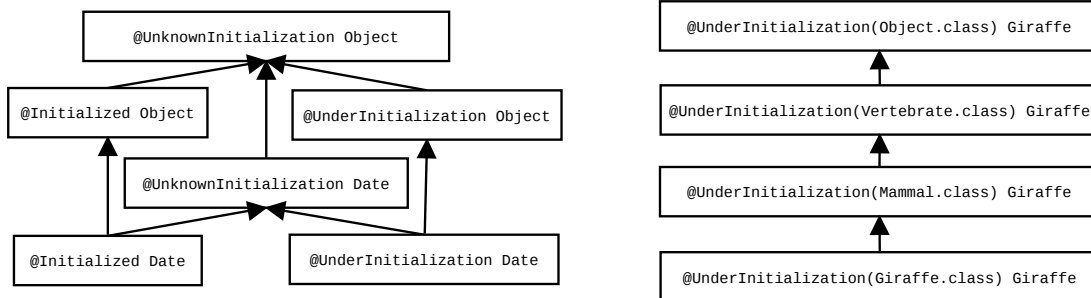 @UnknownInitialization Object
@Initialized Object
@UnderInitialization Object
@UnknownInitialization Date
@Initialized Date
@UnderInitialization Date
@UnderInitialization(Object.class) Giraffe
@UnderInitialization(Vertebrate.class) Giraffe
@UnderInitialization(Mammal.class) Giraffe
@UnderInitialization(Giraffe.class) Giraffe